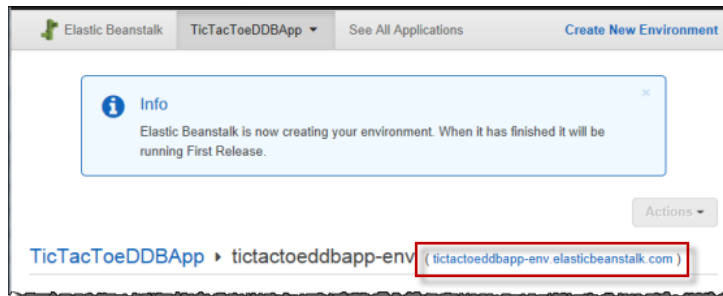 Elastic Beanstalk TicTacToeDDBApp See All Applications Create New Environment
Info
Elastic Beanstalk is now creating your environment. When it has finished it will be
running First Release.
Actions
TicTacToeDDBApp tictactoeddbapp-env ( tictactoeddbapp-env.elasticbeanstalk.com )